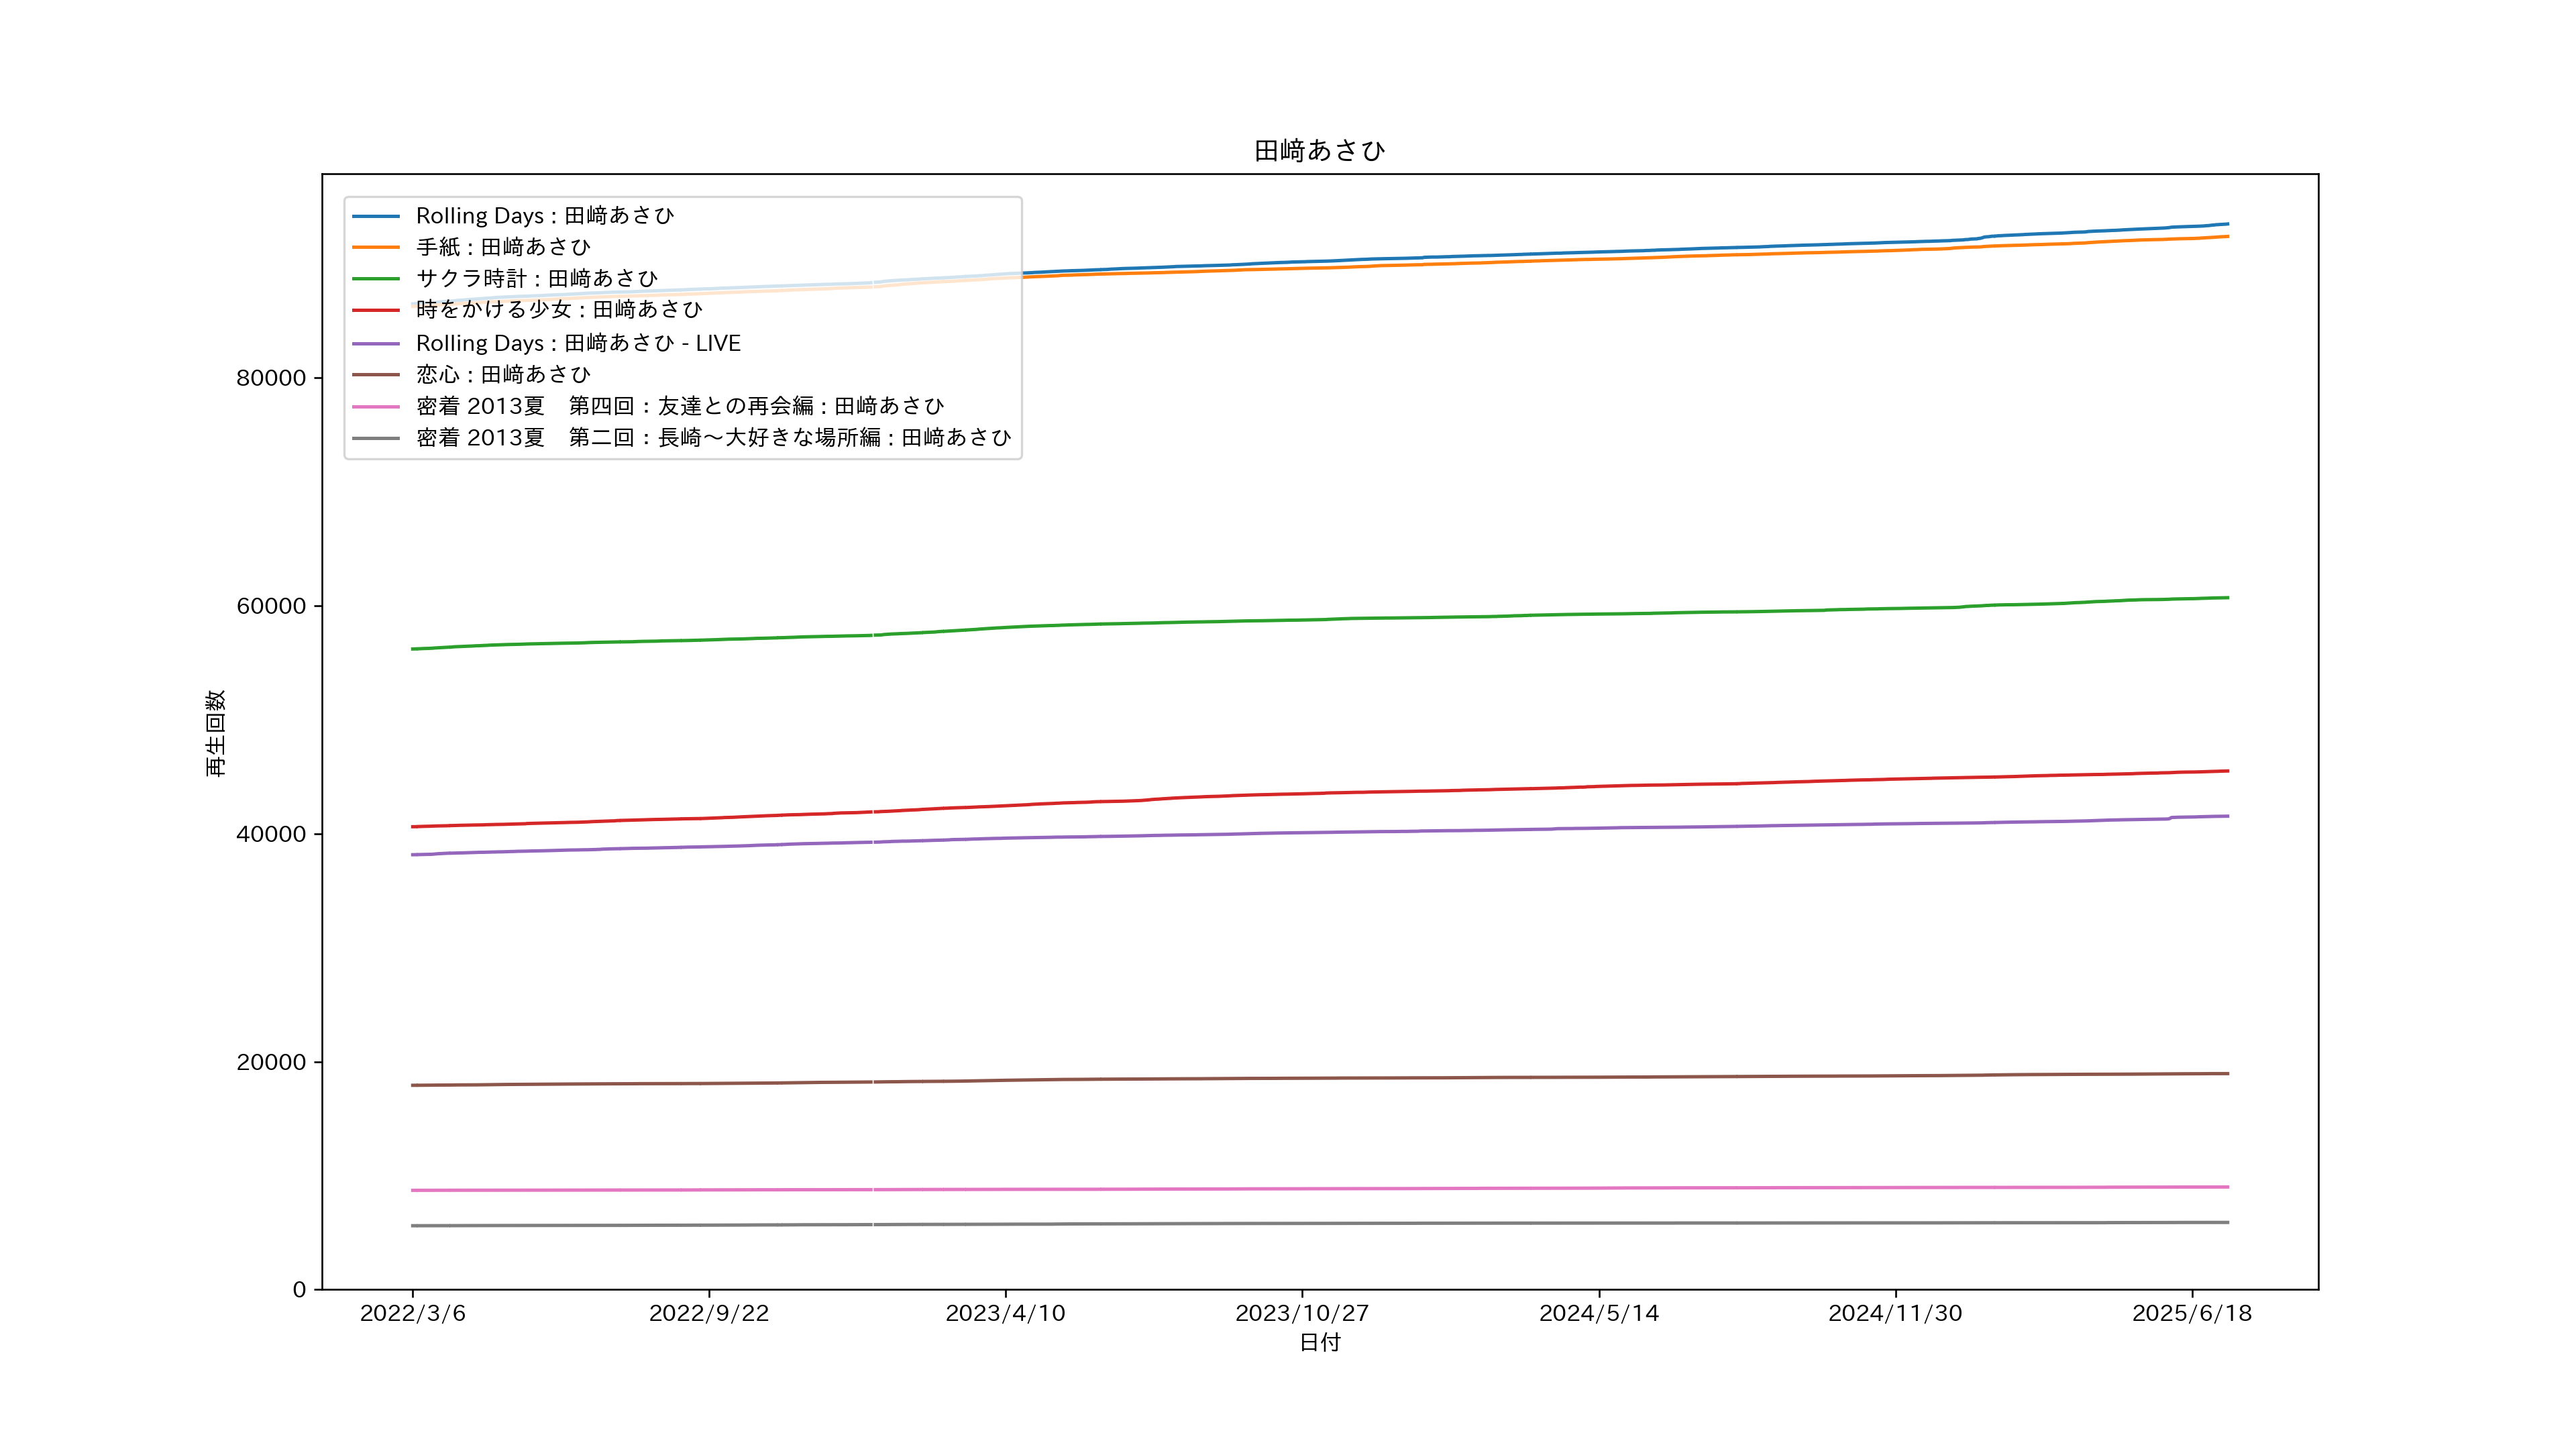 田﨑あさひ
Rolling Days : 田﨑あさひ
手紙 : 田﨑あさひ
サクラ時計 : 田﨑あさひ
時をかける少女 : 田﨑あさひ
Rolling Days : 田﨑あさひ - LIVE
恋心 : 田﨑あさひ
密着 2013夏　第四回：友達との再会編 : 田﨑あさひ
密着 2013夏　第二回：長崎～大好きな場所編 : 田﨑あさひ
80000
60000
40000
20000
0
再生回数
2022/3/6 2022/9/22 2023/4/10 2023/10/27 2024/5/14 2024/11/30 2025/6/18
日付